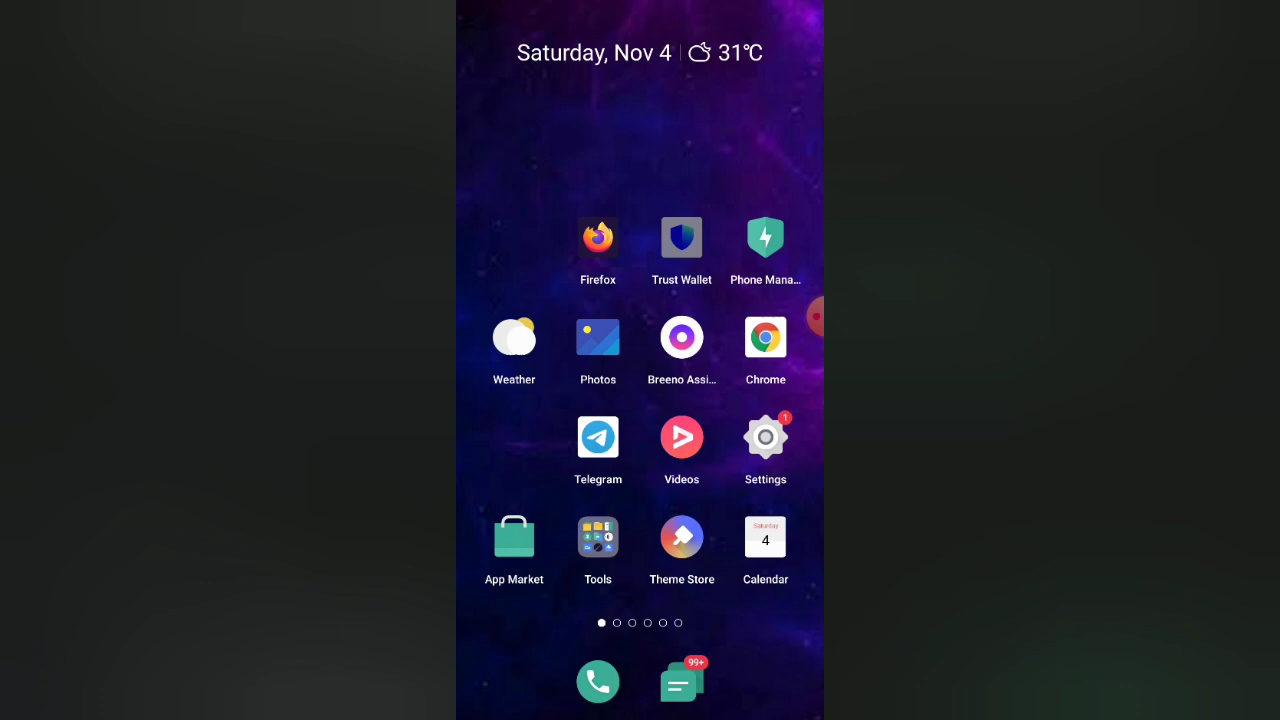 Saturday, Nov 4 31°C
Firefox Trust Wallet Phone Mana...
Weather Photos Breeno Assi... Chrome
1
Telegram Videos Settings
Saturday
4
App Market Tools Theme Store Calendar
99+